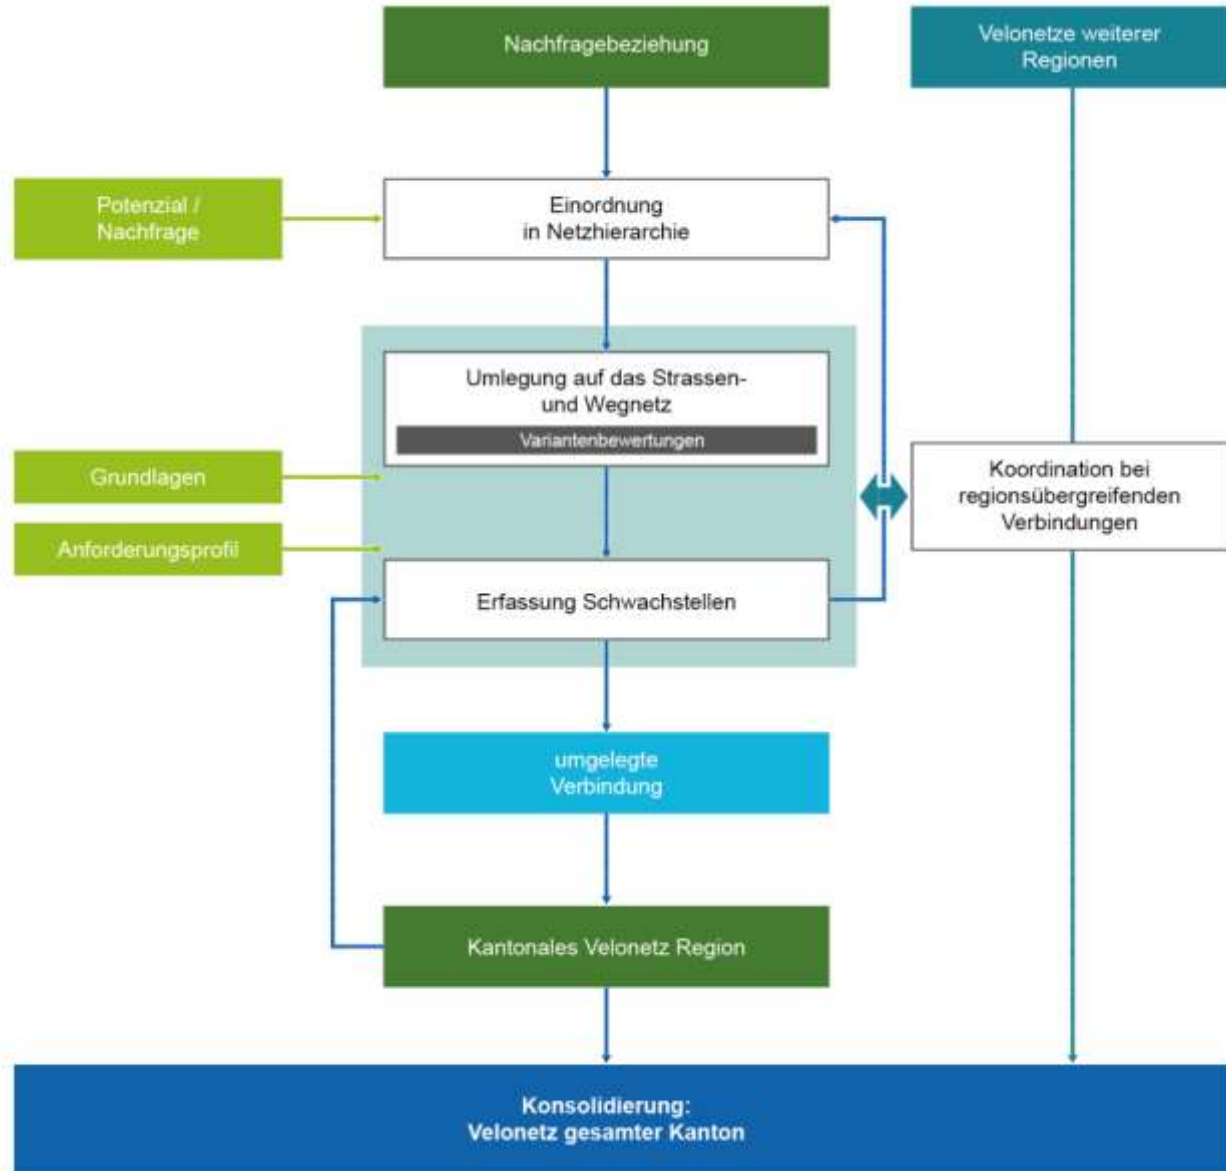 Nachfragebeziehung
Velonetze weiterer
Regionen
Potenzial /
Nachfrage
Einordnung
in Netzhierarchie
Umlegung auf das Strassen-
und Wegnetz
Variantenbewertungen
Grundlagen
Koordination bei
regionsübergreifenden
Verbindungen
Anforderungsprofil
Erfassung Schwachstellen
umgelegte
Verbindung
Kantonales Velonetz Region
Konsolidierung:
Velonetz gesamter Kanton